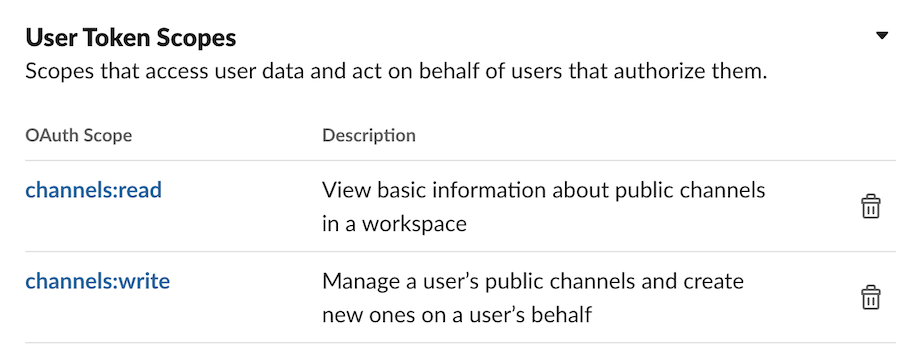 User Token Scopes
Scopes that access user data and act on behalf of users that authorize them.
OAuth Scope Description
channels:read View basic information about public channels
in a workspace
channels:write Manage a user’s public channels and create
new ones on a user’s behalf